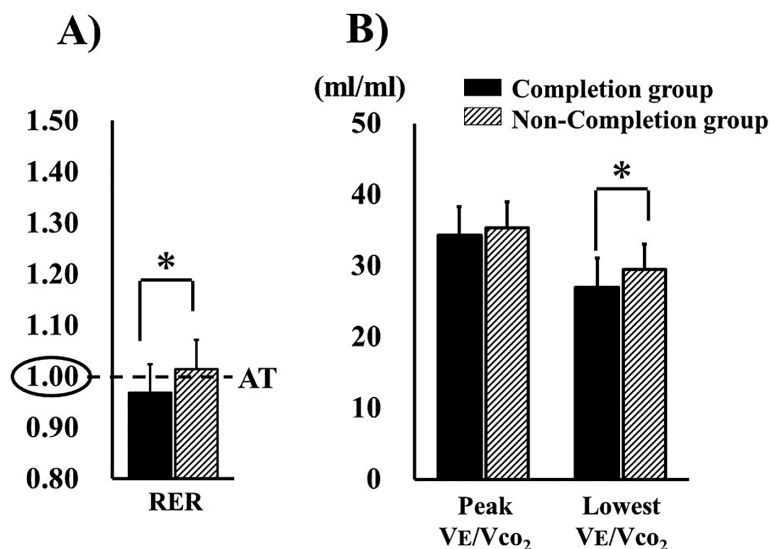 A)
1.50
1.40
1.30
1.20
1.10
1.00
0.90
0.80
*
AT
RER
B)
(ml/ml)
Completion group
Non-Completion group
50
40
30
20
10
0
*
Peak
VE/VCO2
Lowest
VE/VCO2